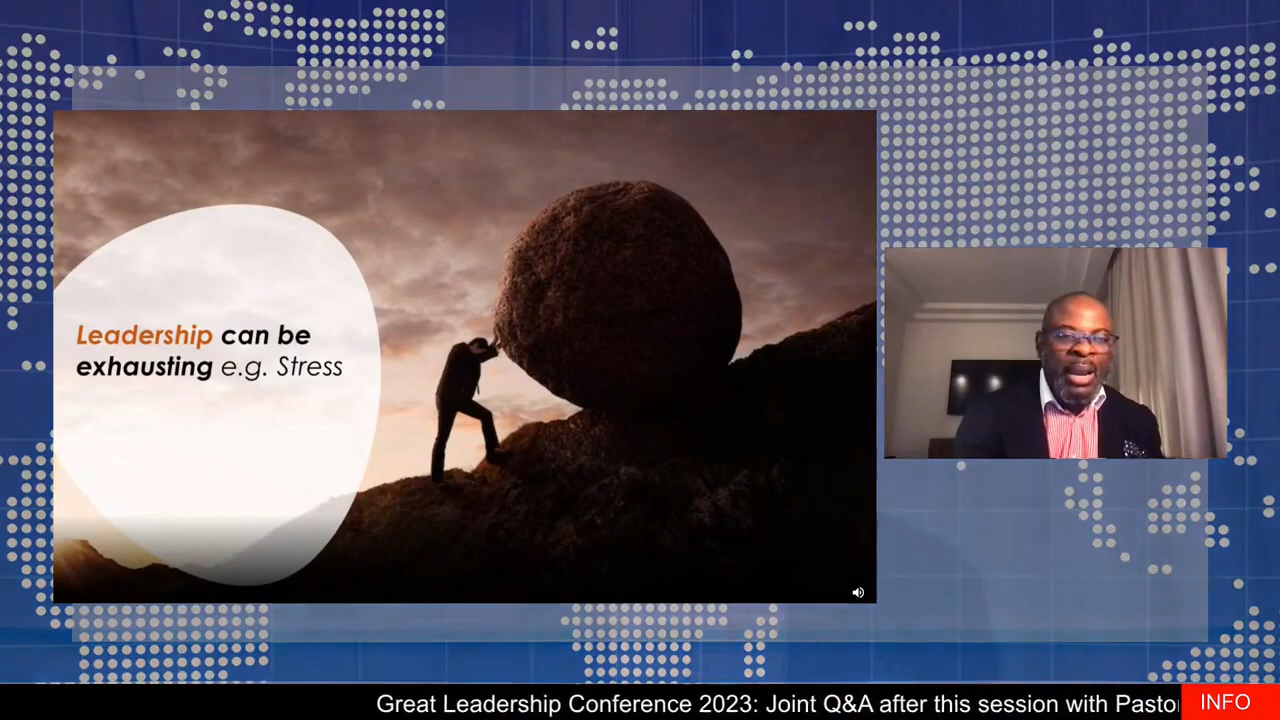 Leadership can be
exhausting e.g. Stress
Great Leadership Conference 2023: Joint Q&A after this session with Pasto
INFO